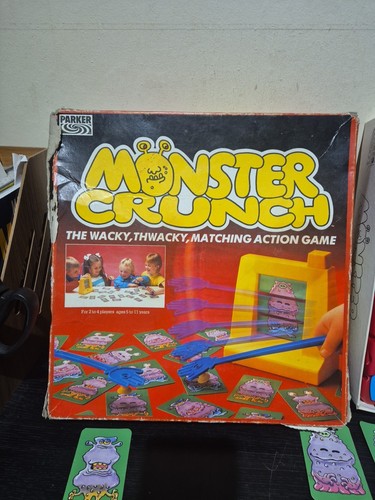 PARKER
MONSTER
CRUNCH
THE WACKY, THWACKY, MATCHING ACTION GAME
For 2 to 4 players ages 5 to 11 years